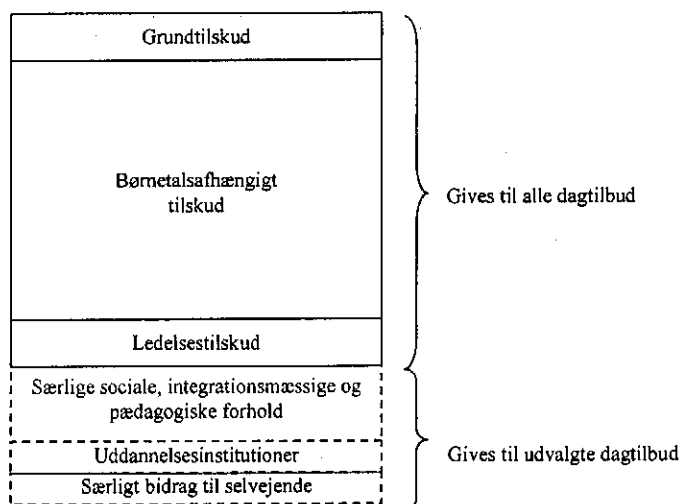 Grundtilskud
Børnetalsafhængigt
tilskud
Gives til alle dagtilbud
Ledelsestilskud
Særlige sociale, integrationsmæssige og
pædagogiske forhold
Uddannelsesinstitutioner
Gives til udvalgte dagtilbud
Særligt bidrag til selvejende